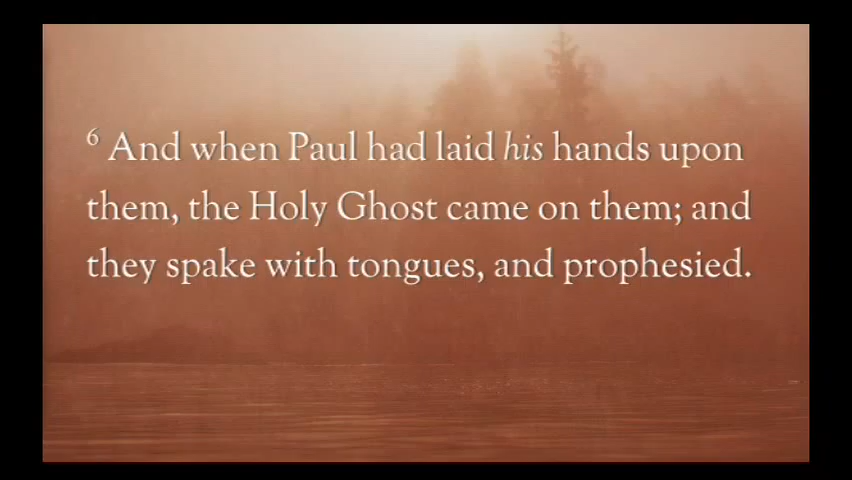 ⁶ And when Paul had laid his hands upon
them, the Holy Ghost came on them; and
they spake with tongues, and prophesied.